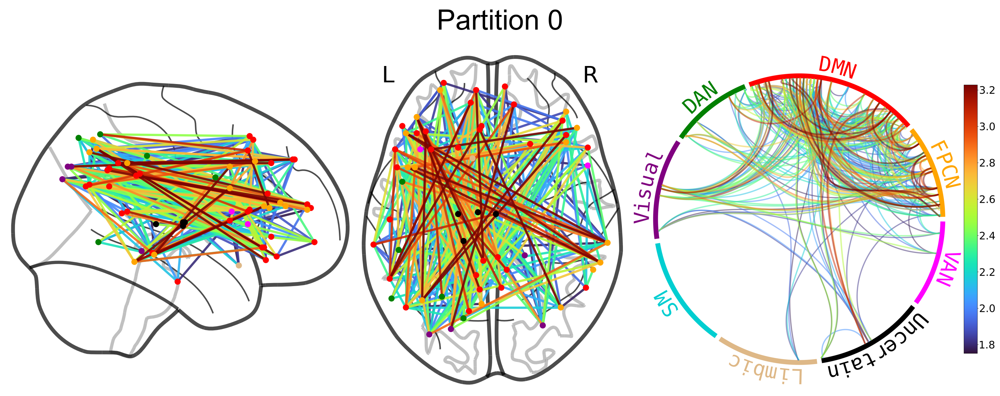 Partition 0
L
R
DMN
DAN
FPCN
Visual
VAN
SM
Uncertain
Limbic
3.2
3.0
2.8
2.6
2.4
2.2
2.0
1.8